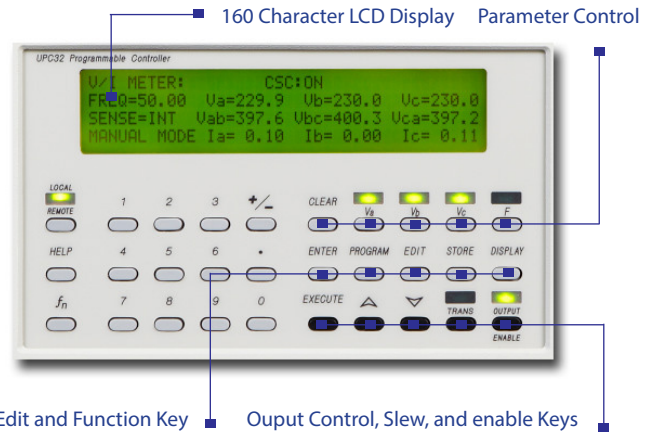 160 Character LCD Display Parameter Control
UPC32 Programmable Controller
V/I METER: CSC:ON
FREQ=50.00 Va=229.9 Vb=230.0 Vc=230.0
SENSE=INT Vab=397.6 Vbc=400.3 Vca=397.2
MANUAL MODE Ia= 0.10 Ib= 0.00 Ic= 0.11
LOCAL
REMOTE
1 2 3 +/_ CLEAR Va Vb Vc F
HELP 4 5 6 . ENTER PROGRAM EDIT STORE DISPLAY
fn 7 8 9 0 EXECUTE TRANS OUTPUT
ENABLE
Edit and Function Key Ouput Control, Slew, and enable Keys